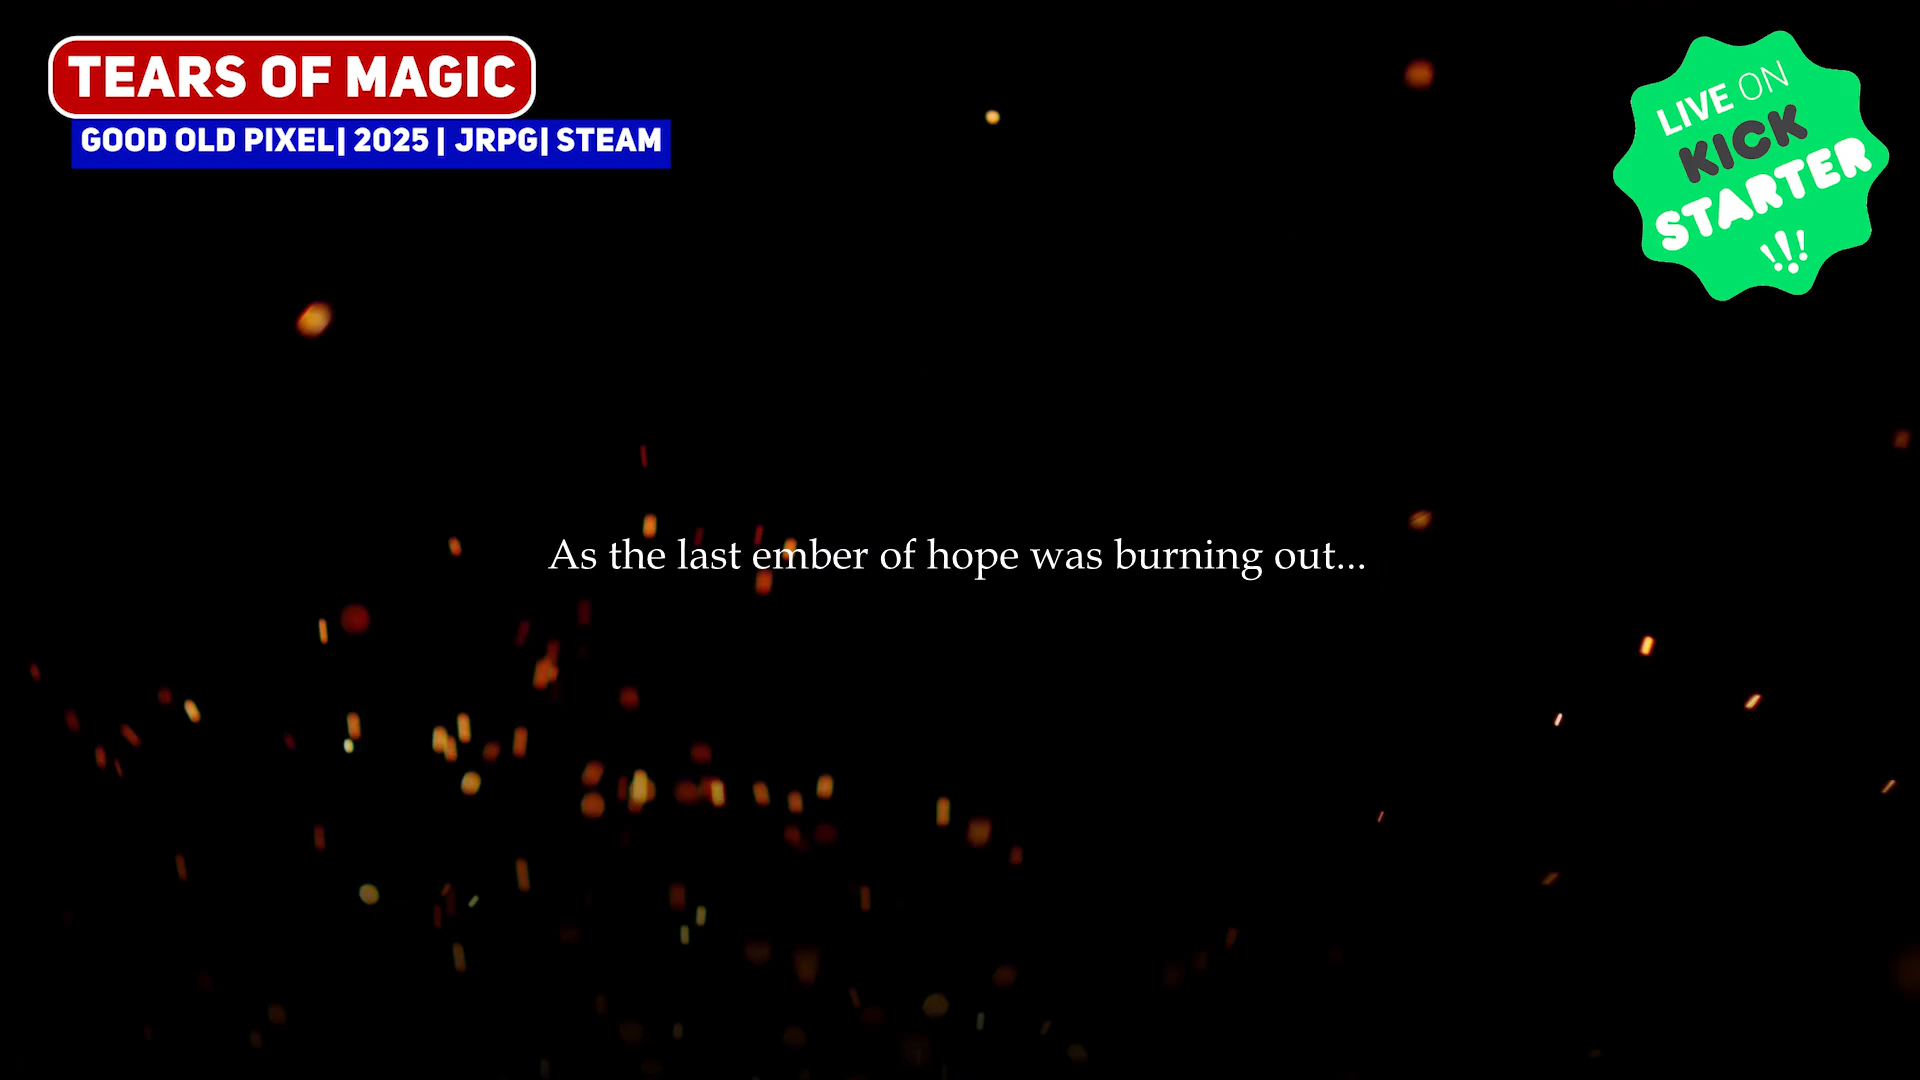 TEARS OF MAGIC
GOOD OLD PIXEL| 2025 | JRPG| STEAM
LIVE ON
KICK
STARTER
!!!
As the last ember of hope was burning out...